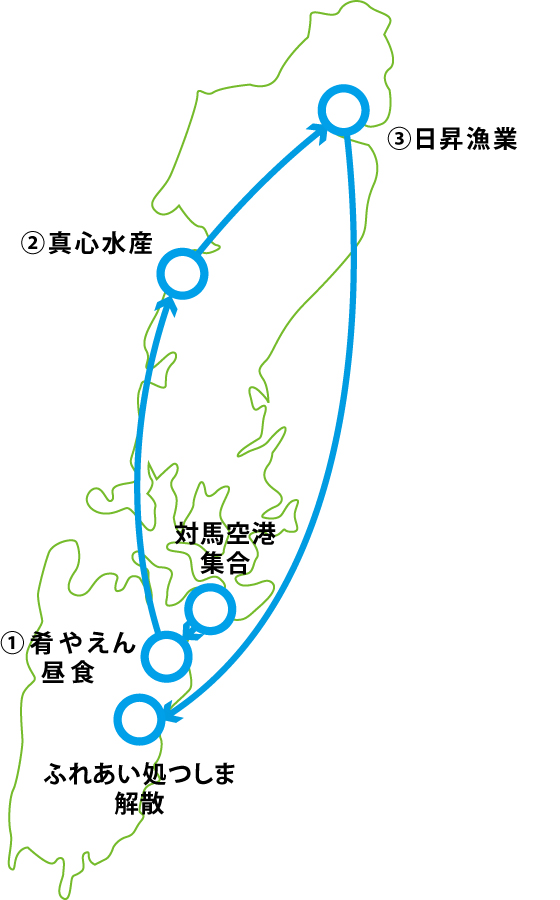 ③日昇漁業
②真心水産
対馬空港
集合
①肴やえん
昼食
ふれあい処つしま
解散